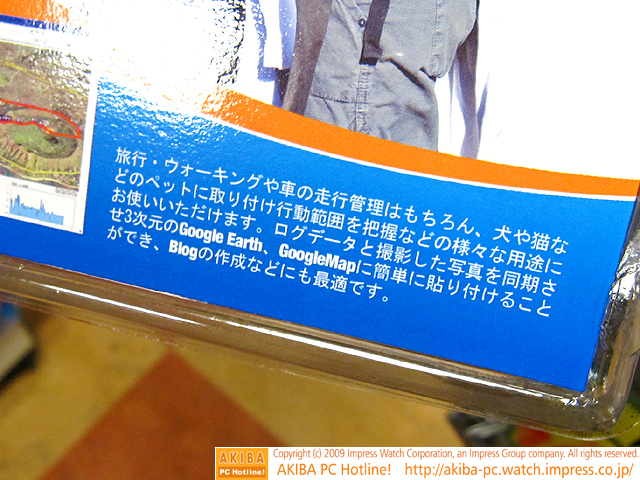 旅行・ウォーキングや車の走行管理はもちろん、犬や猫な
どのペットに取り付け行動範囲を把握などの様々な用途に
お使いいただけます。ログデータと撮影した写真を同期さ
せ3次元のGoogle Earth、GoogleMapに簡単に貼り付けること
ができ、Blogの作成などにも最適です。
AKIBA
PC Hotline!
Copyright (c) 2009 Impress Watch Corporation, an Impress Group company. All rights reserved.
AKIBA PC Hotline! http://akiba-pc.watch.impress.co.jp/